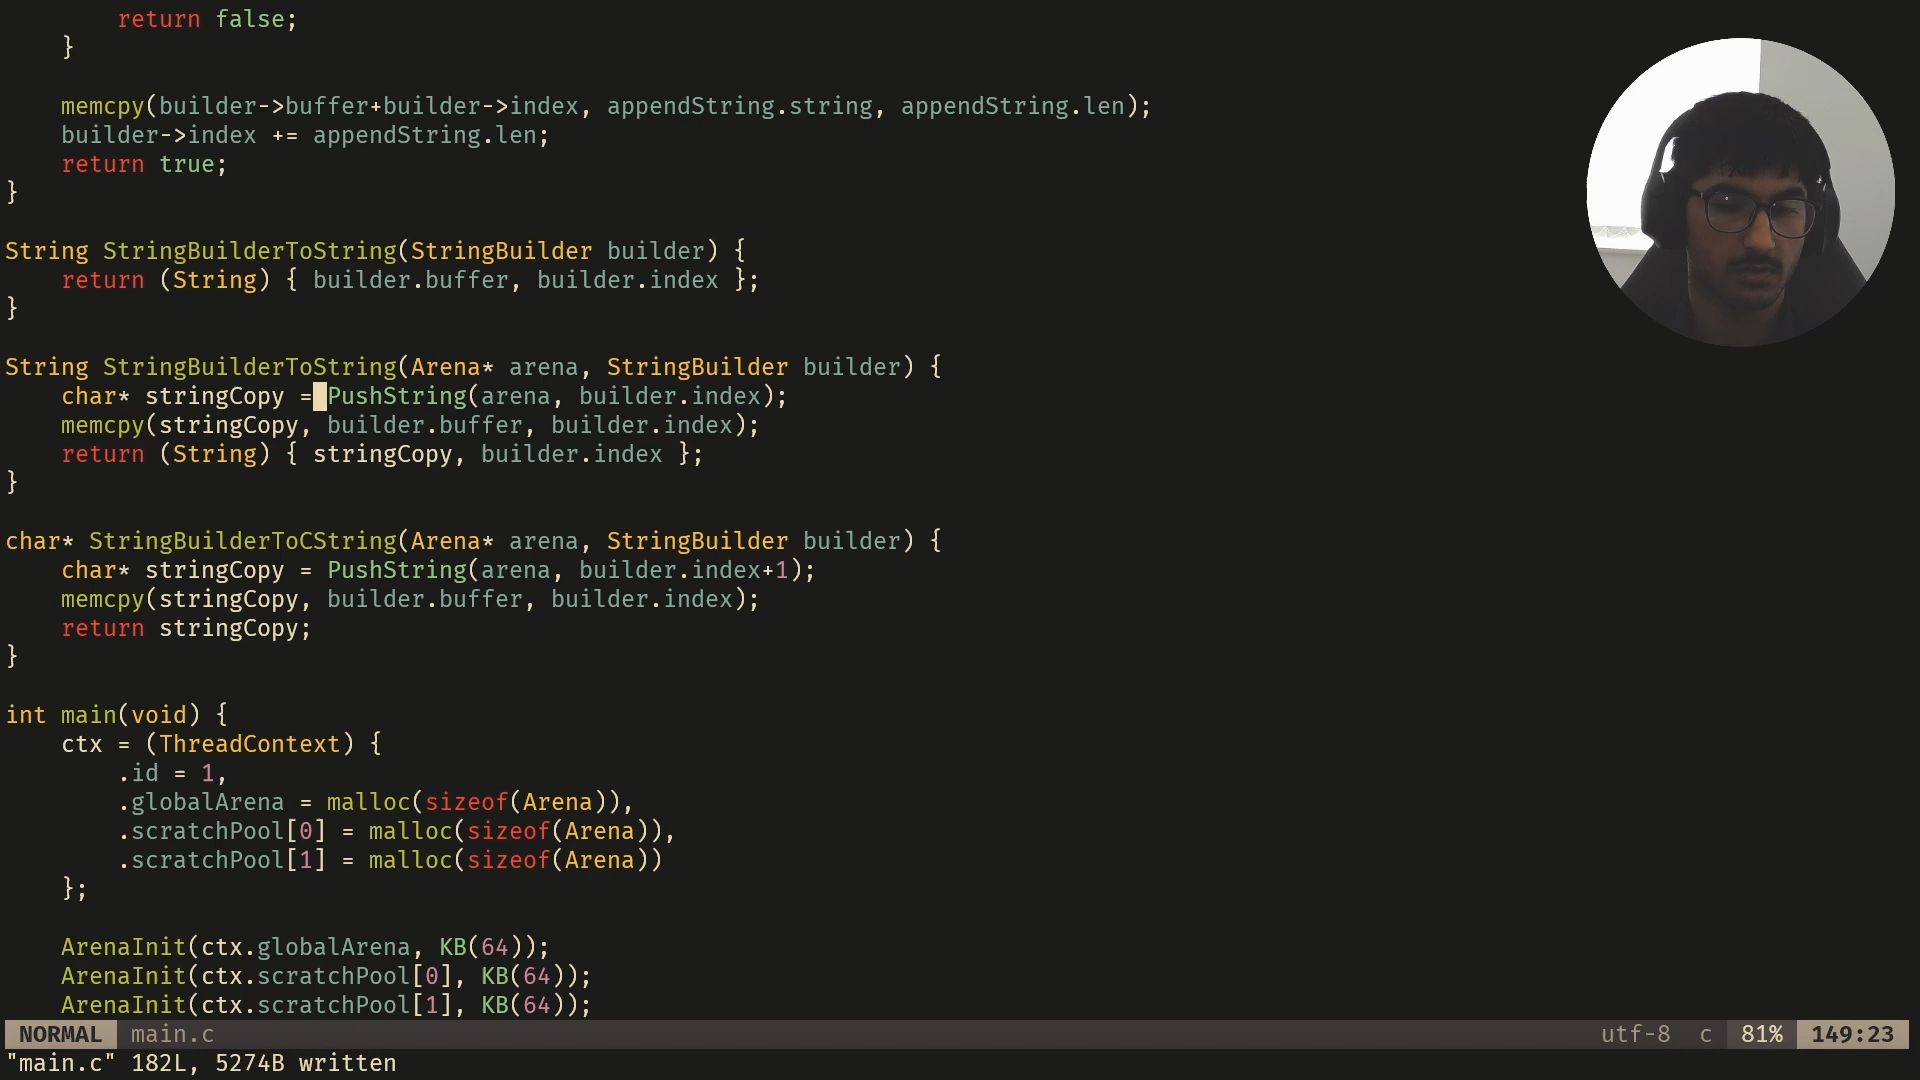 return false;
}
memcpy(builder->buffer+builder->index, appendString.string, appendString.len);
builder->index += appendString.len;
return true;
}
String StringBuilderToString(StringBuilder builder) {
return (String) { builder.buffer, builder.index };
}
String StringBuilderToString(Arena* arena, StringBuilder builder) {
char* stringCopy = PushString(arena, builder.index);
memcpy(stringCopy, builder.buffer, builder.index);
return (String) { stringCopy, builder.index };
}
char* StringBuilderToCString(Arena* arena, StringBuilder builder) {
char* stringCopy = PushString(arena, builder.index+1);
memcpy(stringCopy, builder.buffer, builder.index);
return stringCopy;
}
int main(void) {
ctx = (ThreadContext) {
.id = 1,
.globalArena = malloc(sizeof(Arena)),
.scratchPool[0] = malloc(sizeof(Arena)),
.scratchPool[1] = malloc(sizeof(Arena))
};
ArenaInit(ctx.globalArena, KB(64));
ArenaInit(ctx.scratchPool[0], KB(64));
ArenaInit(ctx.scratchPool[1], KB(64));
NORMAL main.c utf-8 c 81% 149:23
"main.c" 182L, 5274B written